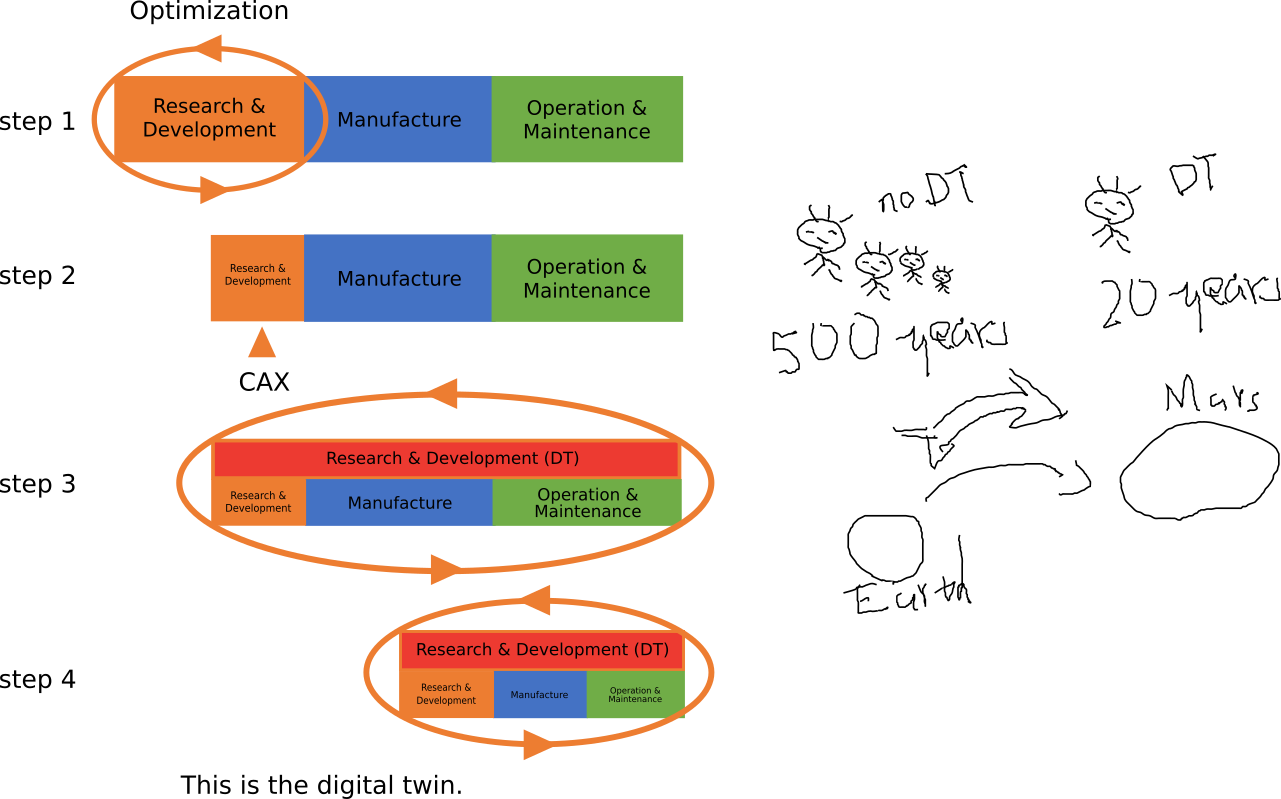 Optimization
step 1
Research &
Development
Manufacture
Operation &
Maintenance
step 2
Research &
Development
Manufacture
Operation &
Maintenance
CAX
step 3
Research & Development (DT)
Research &
Development
Manufacture
Operation &
Maintenance
step 4
Research & Development (DT)
Research &
Development
Manufacture
Operation &
Maintenance
This is the digital twin.
no DT
500 years
DT
20 years
Mars
Earth